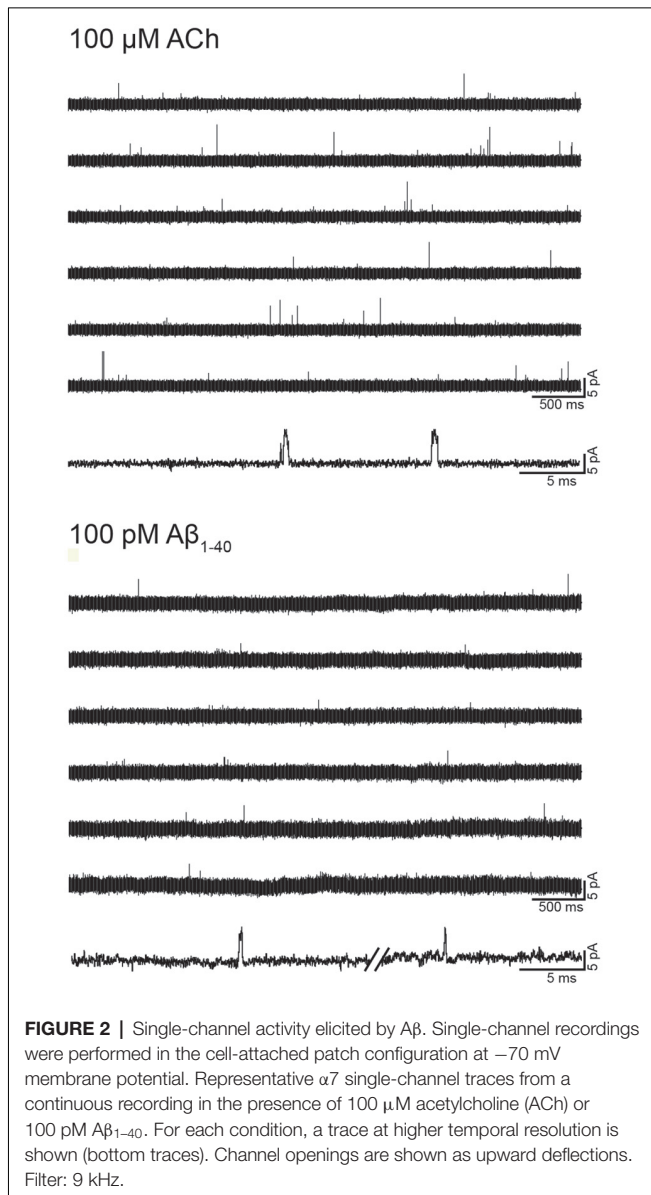 100 μM ACh
5 pA
500 ms
5 pA
5 ms
100 pM Aβ1-40
5 pA
500 ms
5 pA
5 ms
FIGURE 2 | Single-channel activity elicited by Aβ. Single-channel recordings
were performed in the cell-attached patch configuration at −70 mV
membrane potential. Representative α7 single-channel traces from a
continuous recording in the presence of 100 μM acetylcholine (ACh) or
100 pM Aβ1–40. For each condition, a trace at higher temporal resolution is
shown (bottom traces). Channel openings are shown as upward deflections.
Filter: 9 kHz.